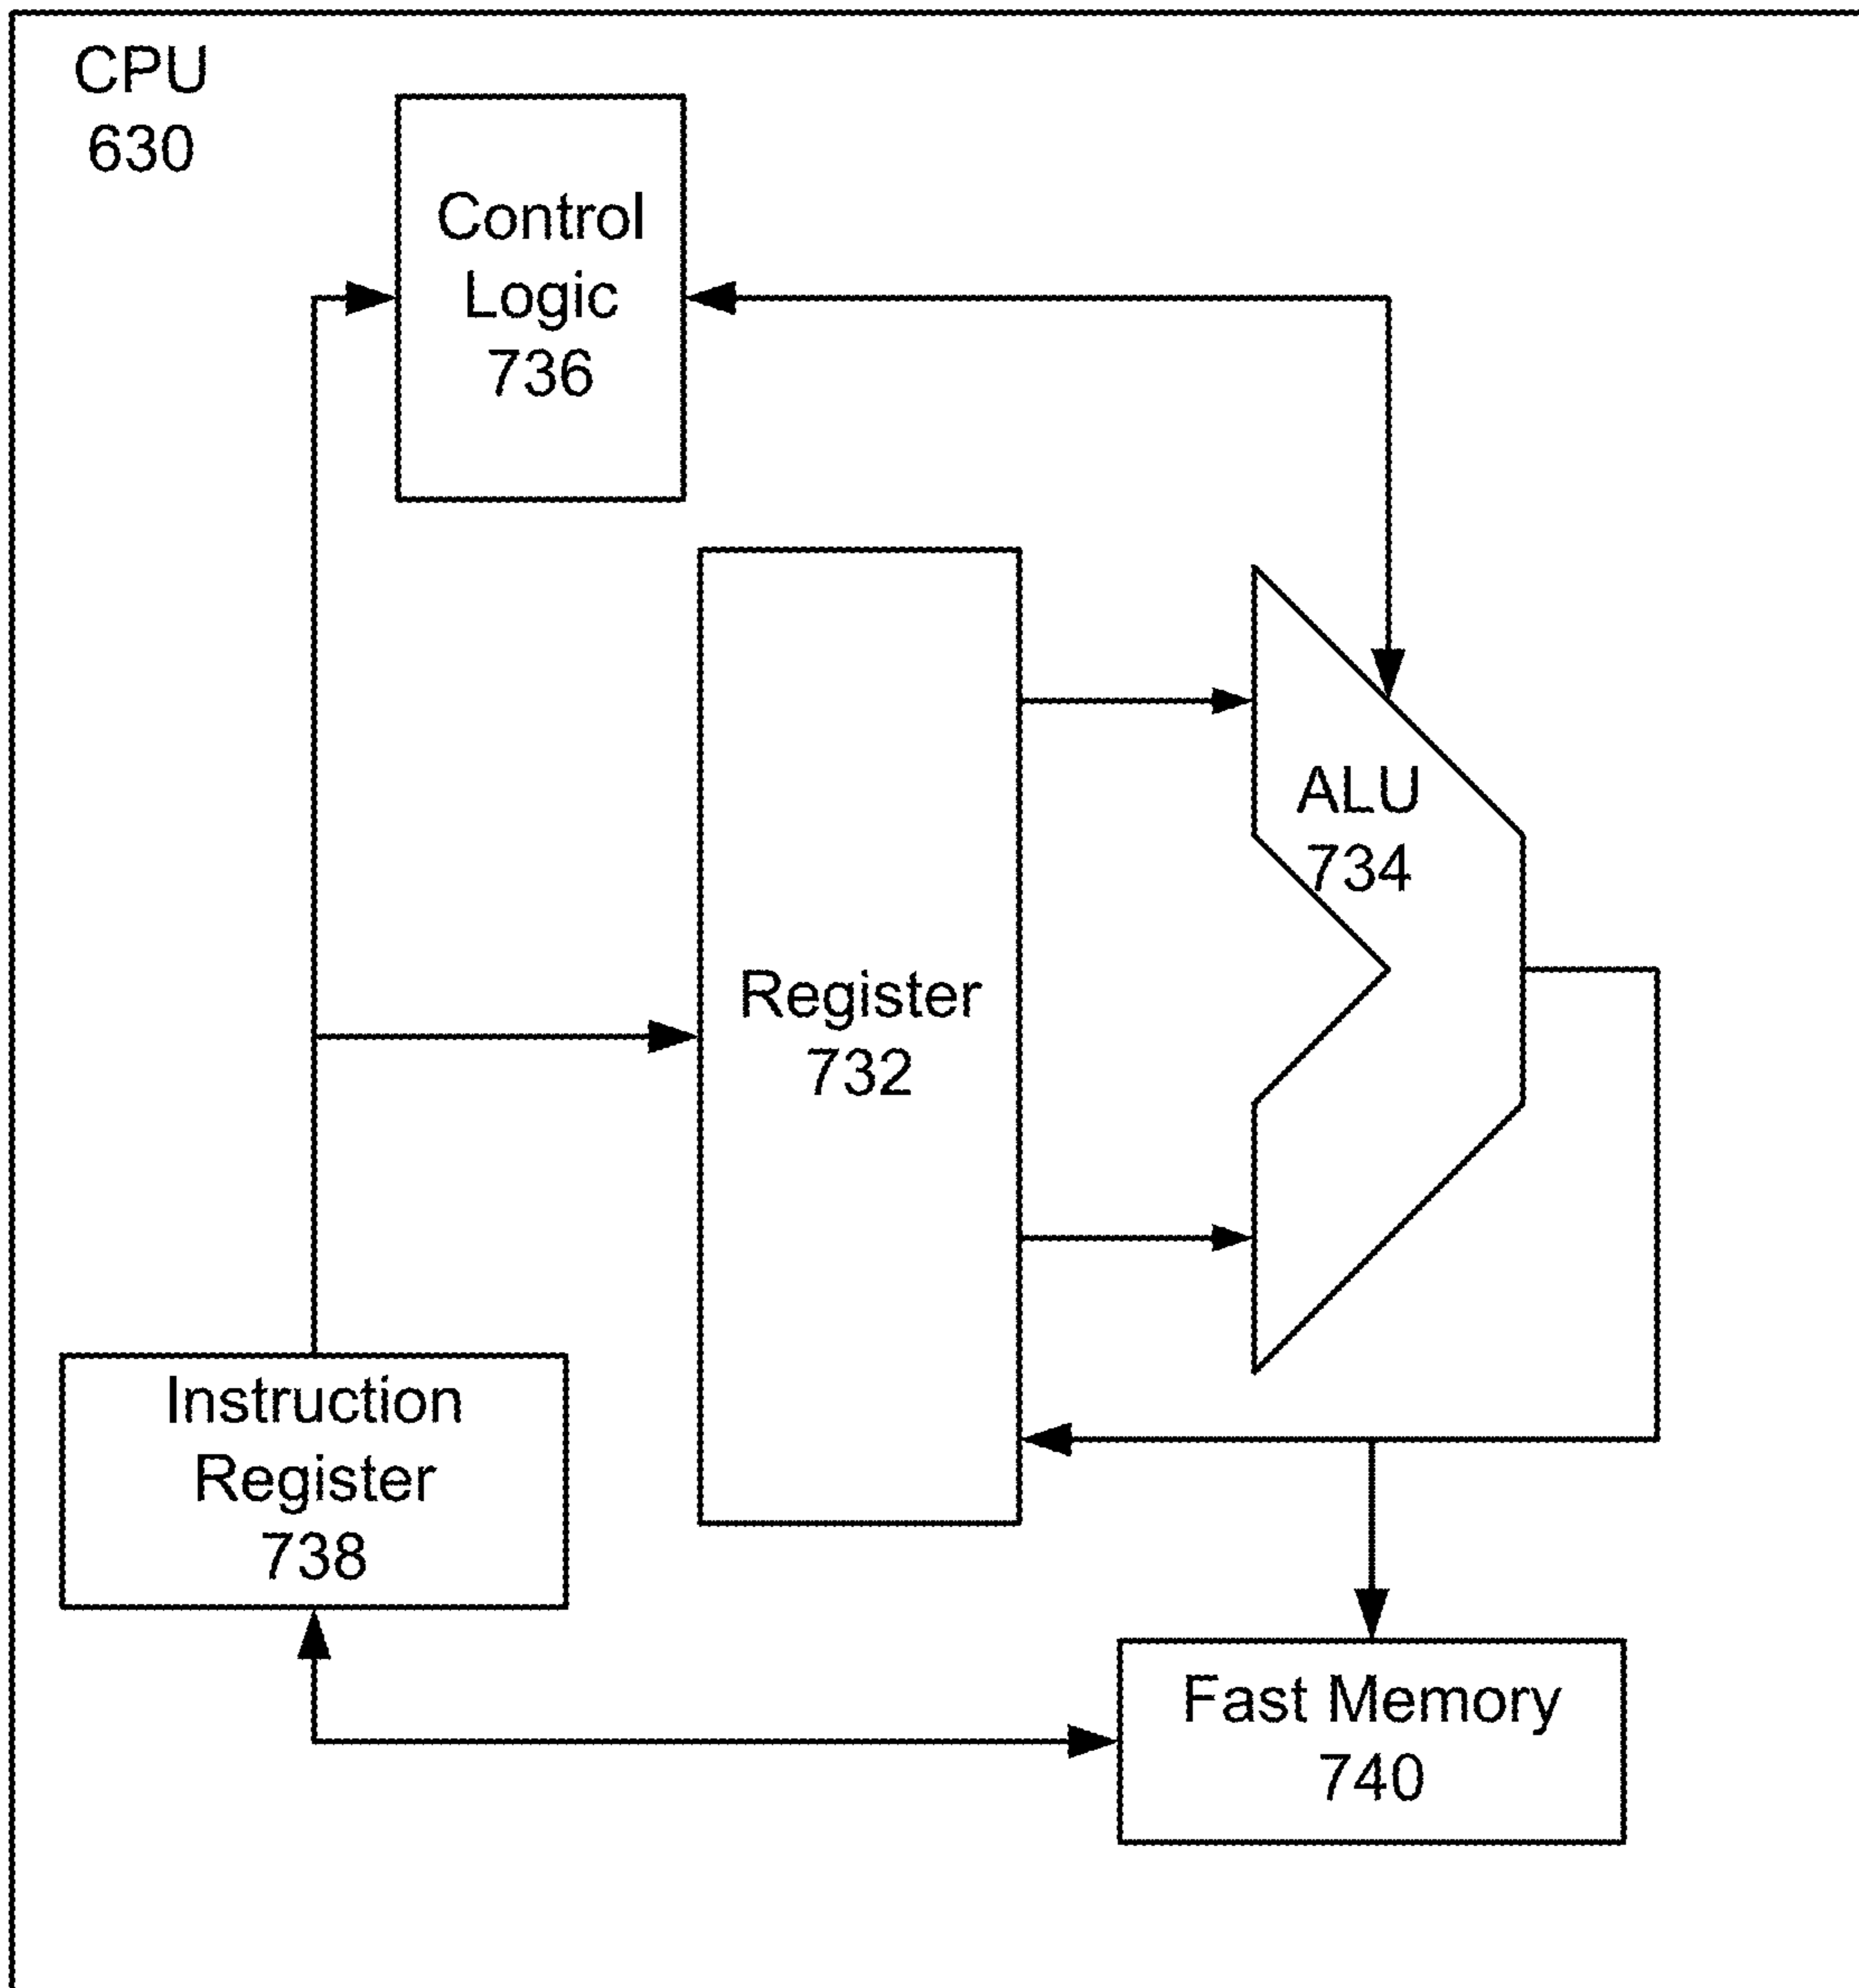 CPU
630
Control
Logic
736
ALU
734
Register
732
Instruction
Register
738
Fast Memory
740